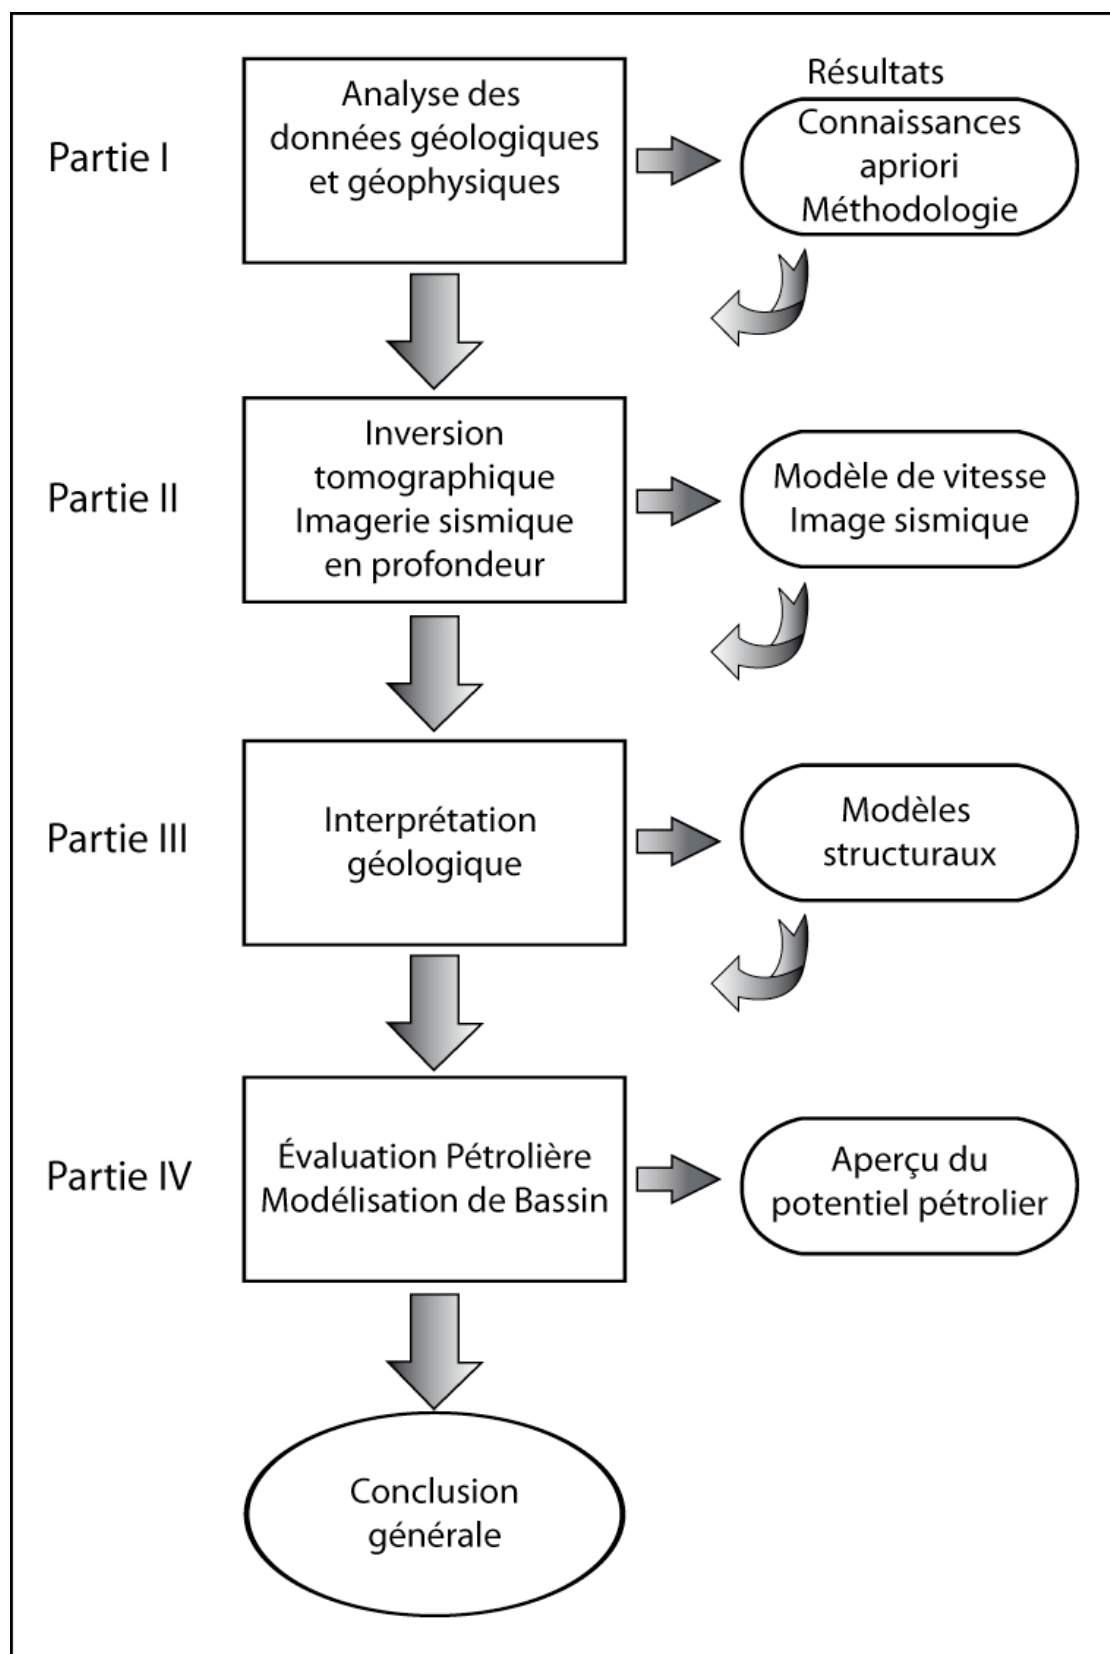 Résultats
Partie I
Analyse des
données géologiques
et géophysiques
Connaissances
apriori
Méthodologie
Partie II
Inversion
tomographique
Imagerie sismique
en profondeur
Modèle de vitesse
Image sismique
Partie III
Interprétation
géologique
Modèles
structuraux
Partie IV
Évaluation Pétrolière
Modélisation de Bassin
Aperçu du
potentiel pétrolier
Conclusion
générale